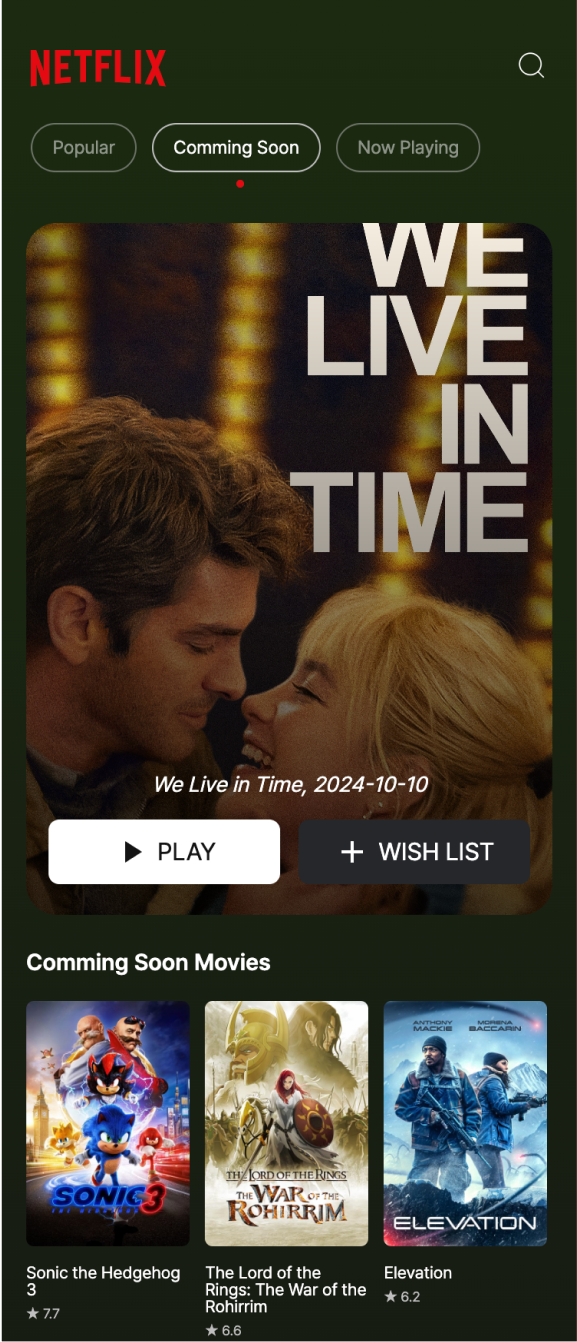 NETFLIX
Popular
Comming Soon
Now Playing
WE
LIVE
IN
TIME
We Live in Time, 2024-10-10
PLAY
WISH LIST
Comming Soon Movies
SONIC 3
THE HEDGEHOG
THE LORD OF THE RINGS
THE WAR OF THE
ROHIRRIM
ANTHONY MACKIE
MORENA BACCARIN
ELEVATION
Sonic the Hedgehog
3
★ 7.7
The Lord of the
Rings: The War of the
Rohirrim
★ 6.6
Elevation
★ 6.2